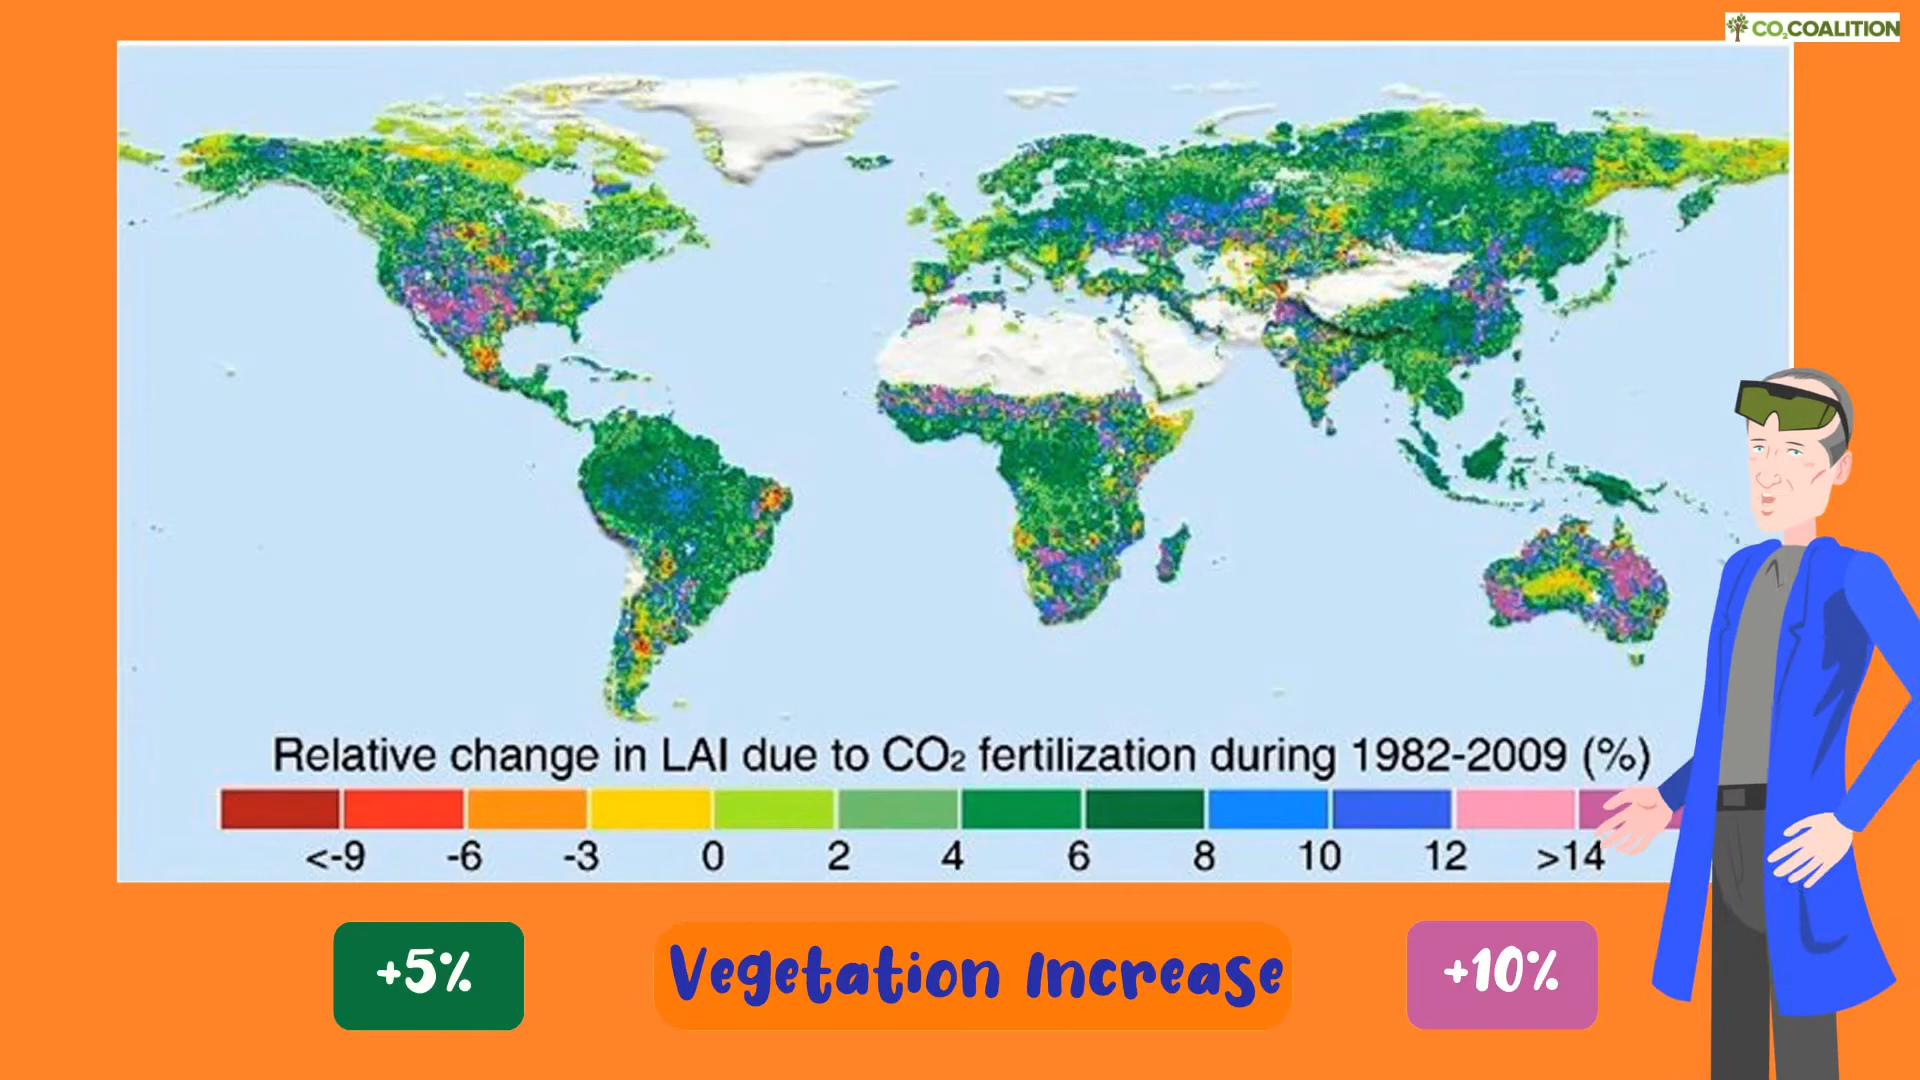 CO₂COALITION
Relative change in LAI due to CO₂ fertilization during 1982-2009 (%)
<-9 -6 -3 0 2 4 6 8 10 12 >14
+5% Vegetation Increase +10%